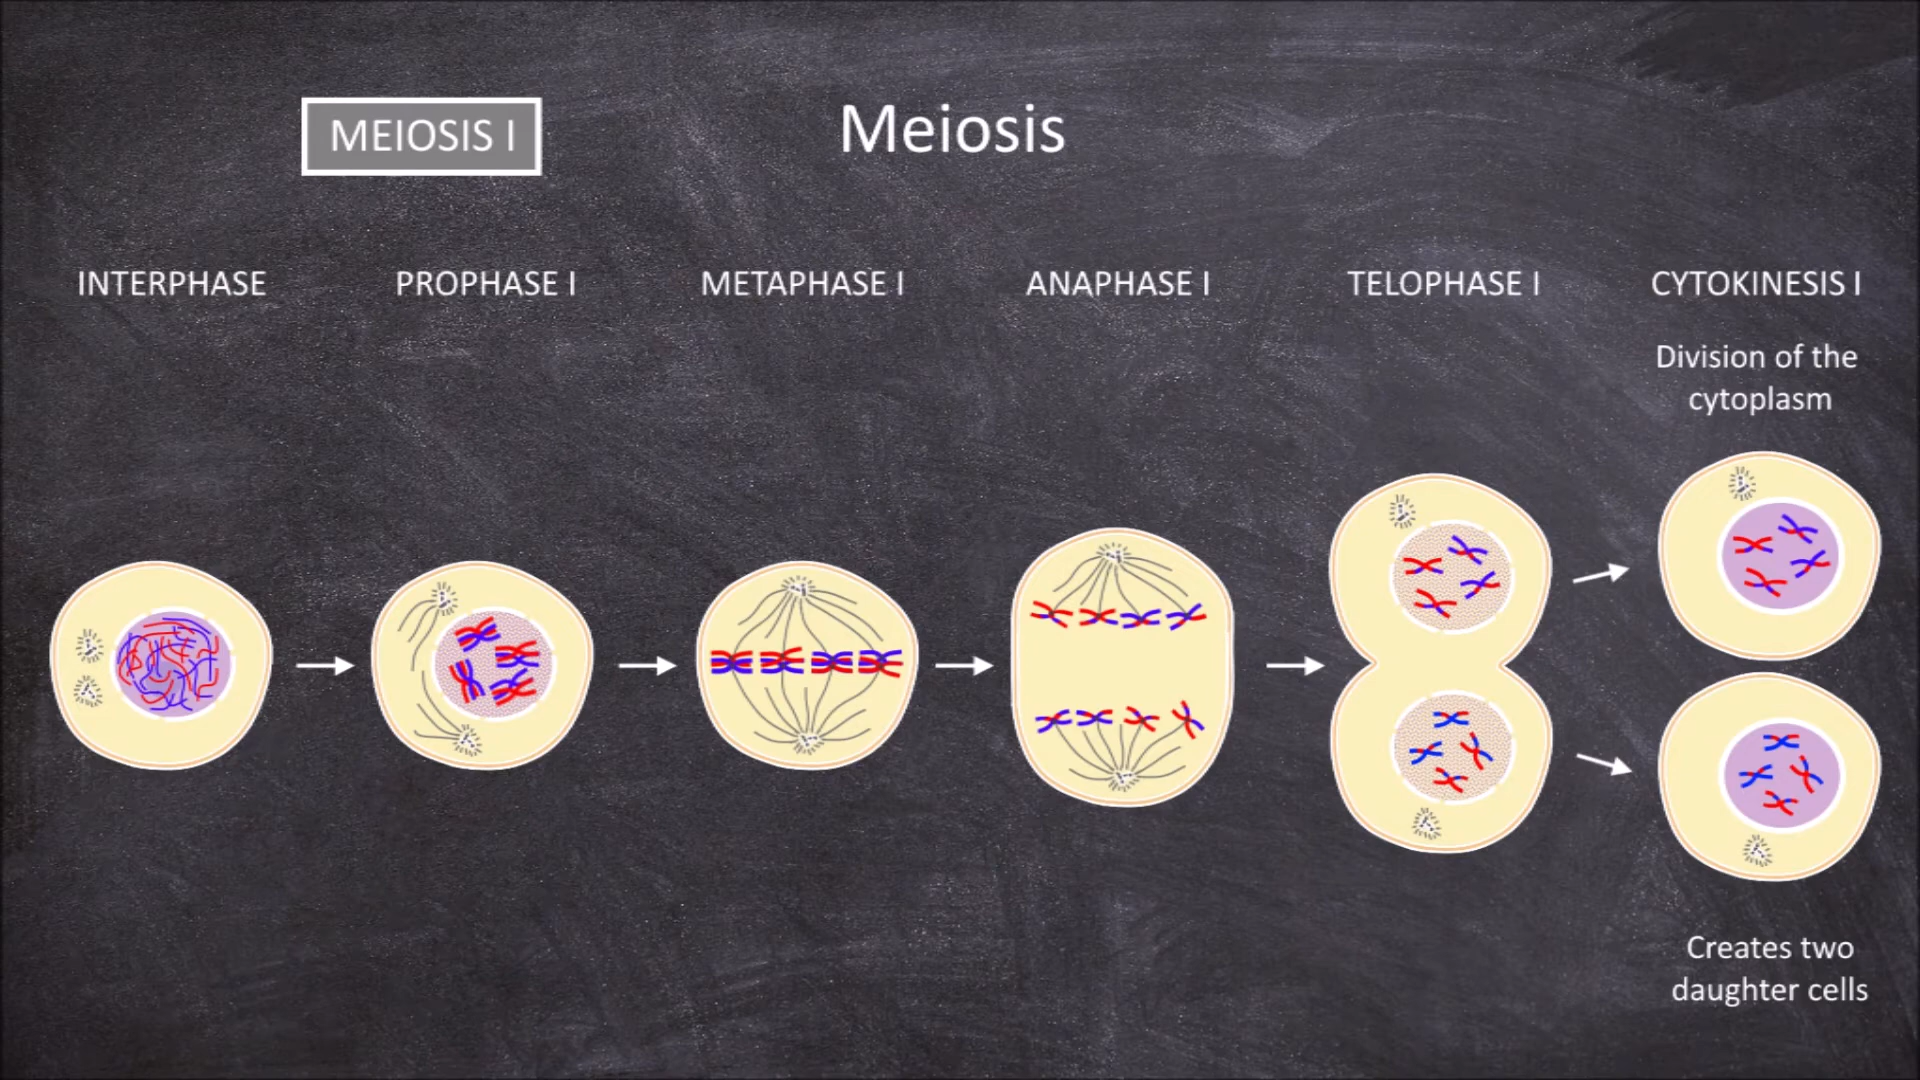 MEIOSIS I
Meiosis
INTERPHASE
PROPHASE I
METAPHASE I
ANAPHASE I
TELOPHASE I
CYTOKINESIS I
Division of the
cytoplasm
Creates two
daughter cells